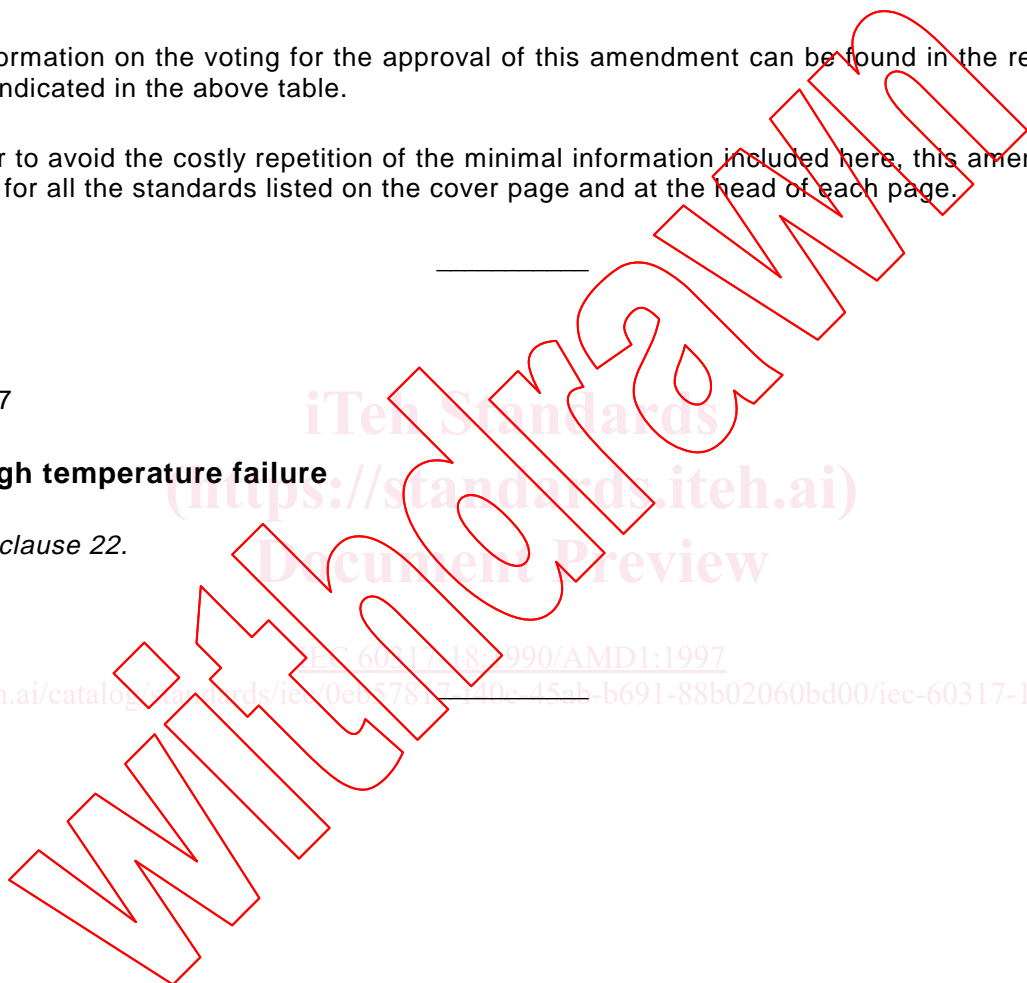 ormation on the voting for the approval of this amendment can be found in the re
ndicated in the above table.
r to avoid the costly repetition of the minimal information included here, this amen
for all the standards listed on the cover page and at the head of each page.
7
gh temperature failure
clause 22.
iTeh Standards
(https://standards.iteh.ai)
Document Preview
IEC 60317-18:1990/AMD1:1997
h.ai/catalog/standards/iec/0eb57817-f40c-45ab-b691-88b02060bd00/iec-60317-1
withdrawn